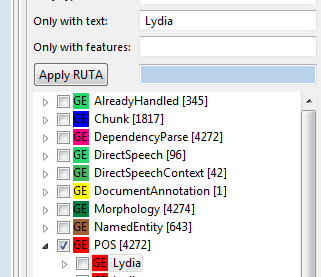 Only with text: Lydia
Only with features:
Apply RUTA
GE AlreadyHandled [345]
GE Chunk [1817]
GE DependencyParse [4272]
GE DirectSpeech [96]
GE DirectSpeechContext [42]
GE DocumentAnnotation [1]
GE Morphology [4274]
GE NamedEntity [643]
GE POS [4272]
GE Lydia